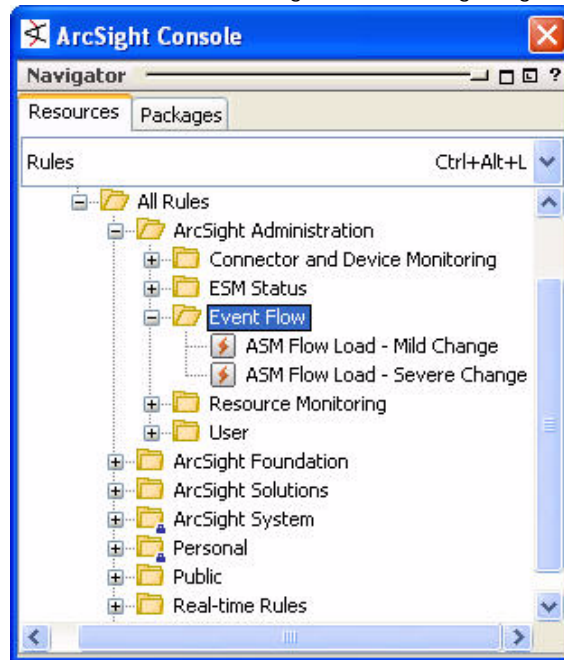 ArcSight Console
Navigator ?
Resources Packages
Rules Ctrl+Alt+L
All Rules
ArcSight Administration
Connector and Device Monitoring
ESM Status
Event Flow
ASM Flow Load - Mild Change
ASM Flow Load - Severe Change
Resource Monitoring
User
ArcSight Foundation
ArcSight Solutions
ArcSight System
Personal
Public
Real-time Rules